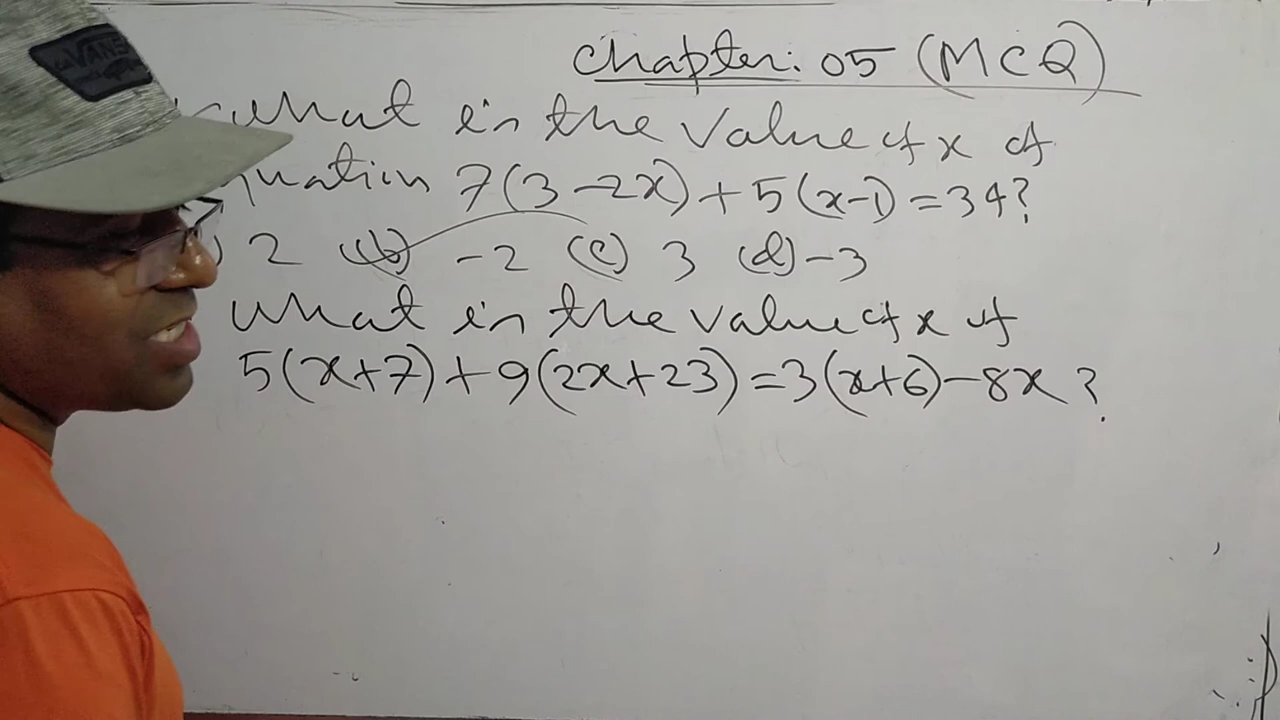 VANS
Chapter: 05 (MCQ)
what is the value of x of
quation 7(3-2x)+5(x-1)=34?
) 2 (b) -2 (c) 3 (d) -3
what is the value of x of
5(x+7)+9(2x+23)=3(x+6)-8x?